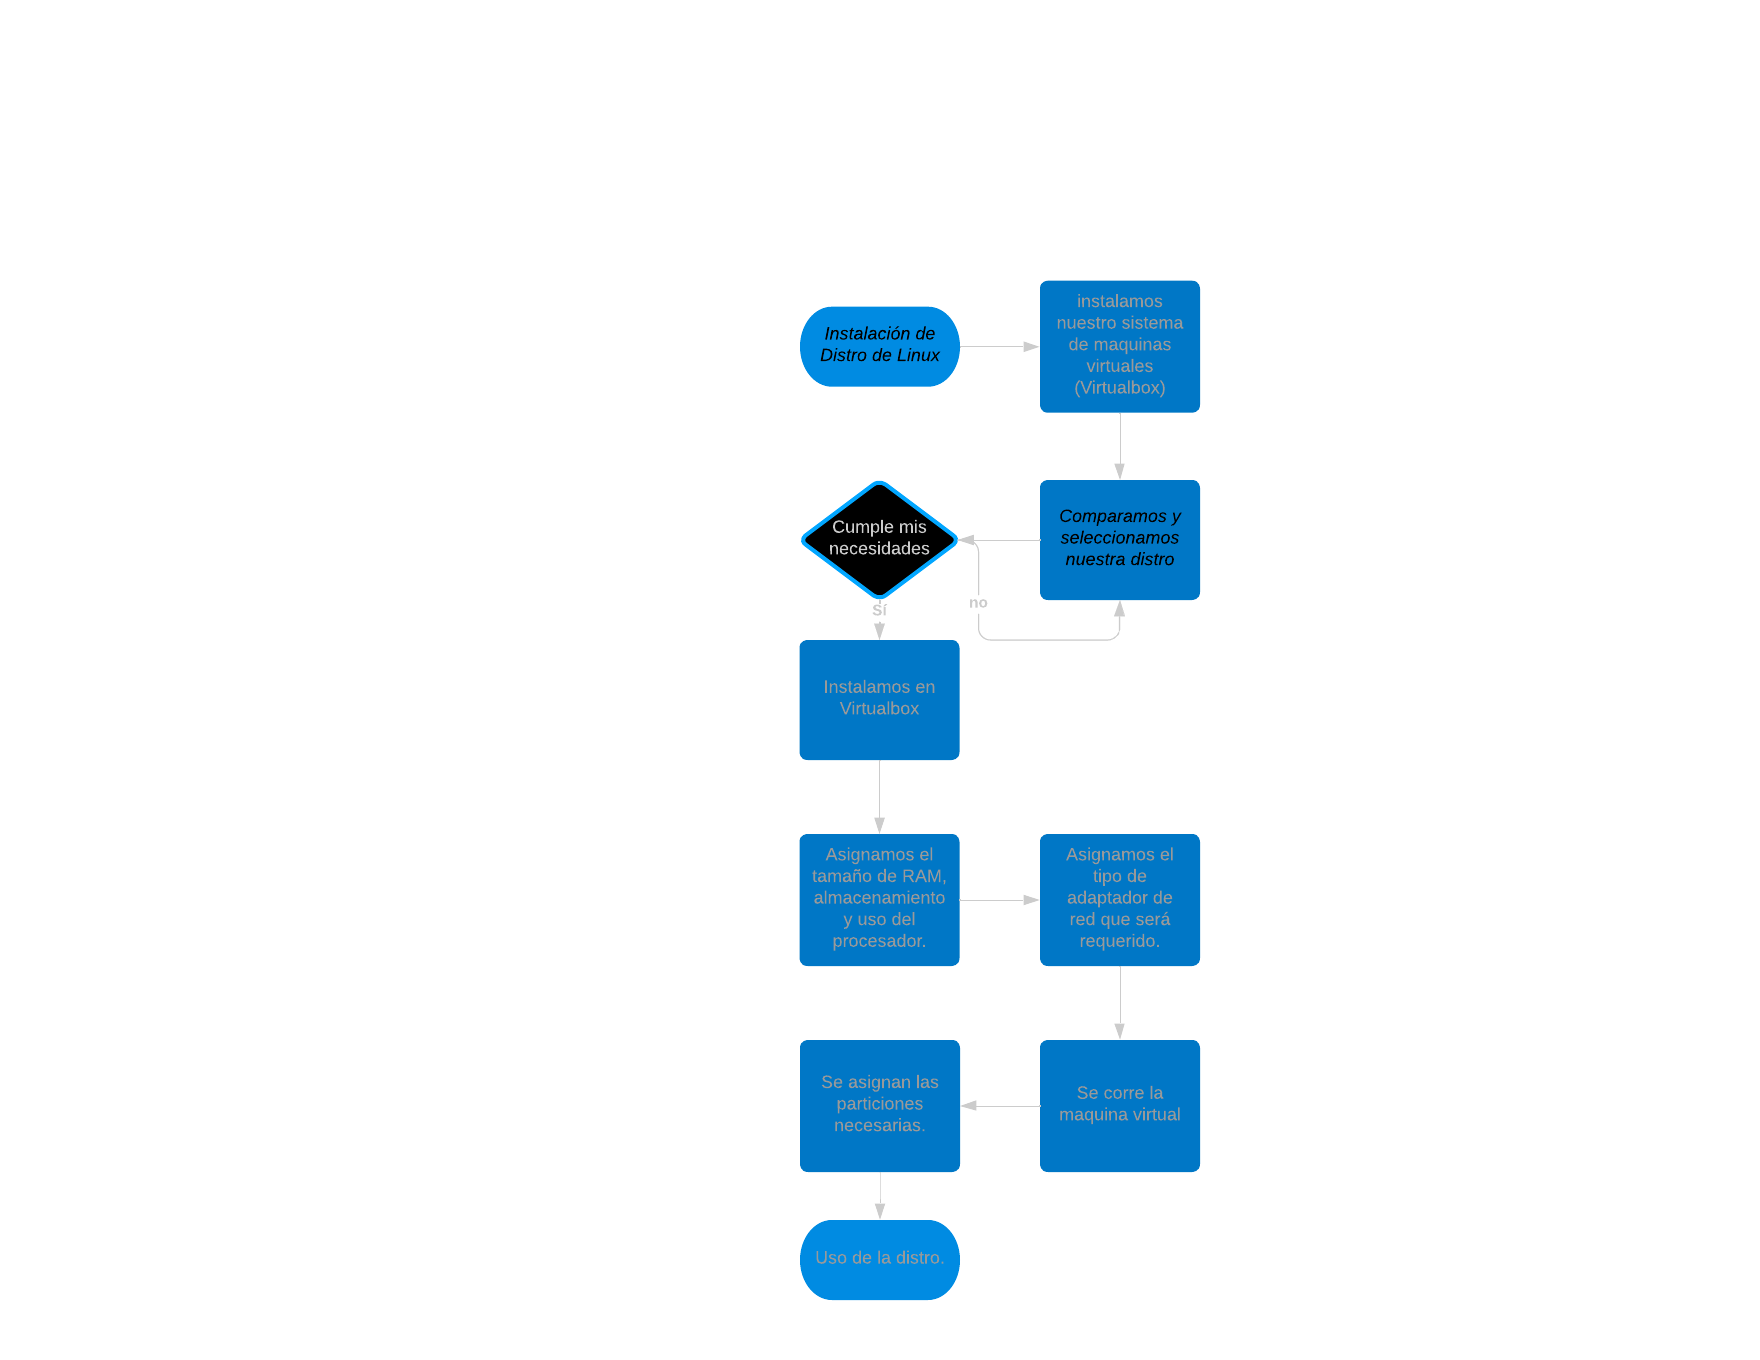 Instalación de
Distro de Linux
instalamos
nuestro sistema
de maquinas
virtuales
(Virtualbox)
Comparamos y
seleccionamos
nuestra distro
Cumple mis
necesidades
no
Sí
Instalamos en
Virtualbox
Asignamos el
tamaño de RAM,
almacenamiento
y uso del
procesador.
Asignamos el
tipo de
adaptador de
red que será
requerido.
Se corre la
maquina virtual
Se asignan las
particiones
necesarias.
Uso de la distro.